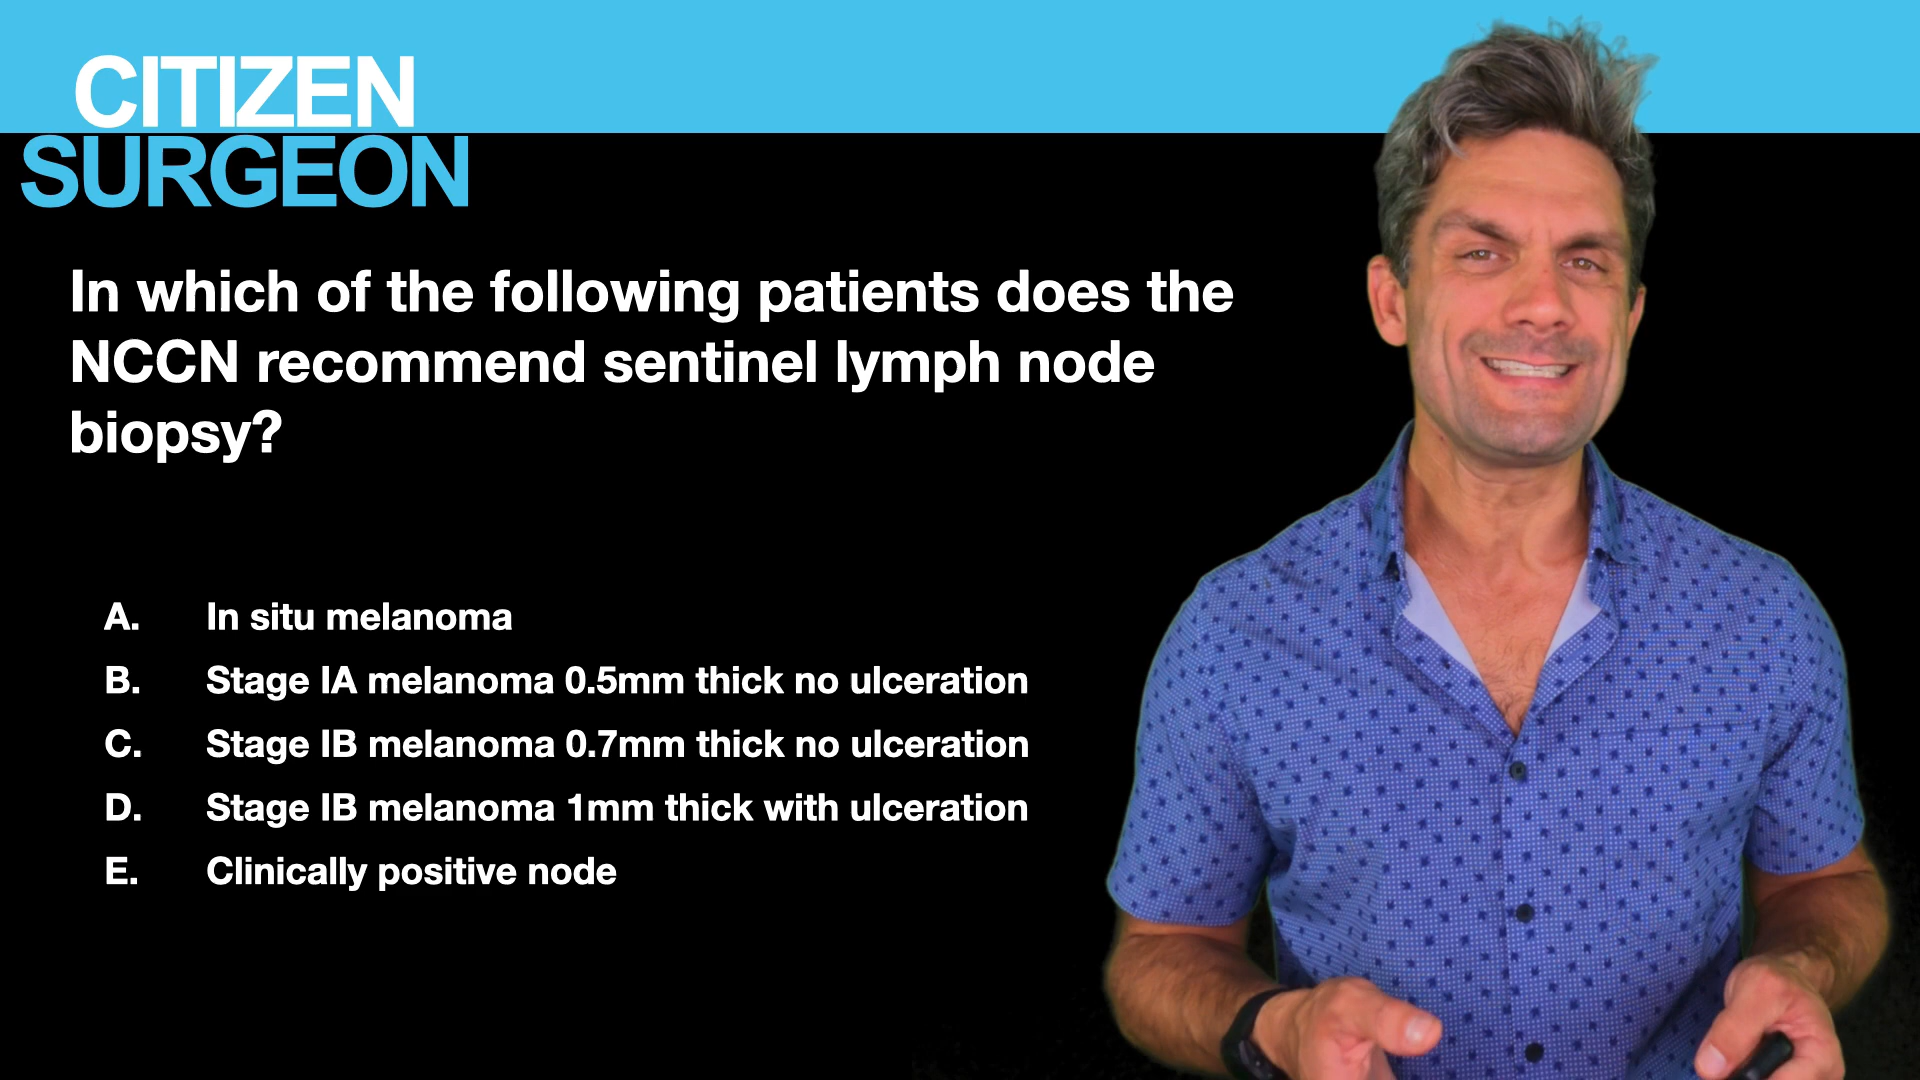 CITIZEN
SURGEON
In which of the following patients does the
NCCN recommend sentinel lymph node
biopsy?
A. In situ melanoma
B. Stage IA melanoma 0.5mm thick no ulceration
C. Stage IB melanoma 0.7mm thick no ulceration
D. Stage IB melanoma 1mm thick with ulceration
E. Clinically positive node